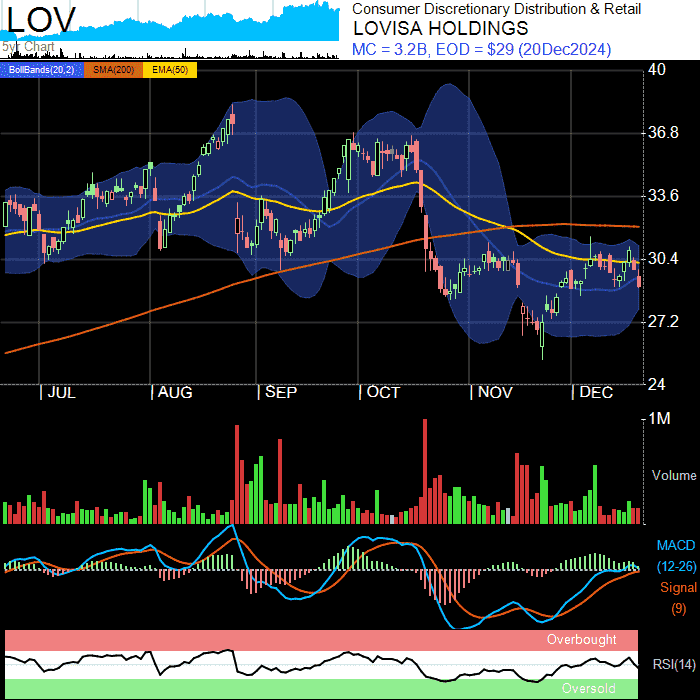 LOV
5yr Chart
Consumer Discretionary Distribution & Retail
LOVISA HOLDINGS
MC = 3.2B, EOD = $29 (20Dec2024)
BollBands(20,2) SMA(200) EMA(50)
40
36.8
33.6
30.4
27.2
24
JUL AUG SEP OCT NOV DEC
1M
Volume
MACD
(12-26)
Signal
(9)
Overbought
RSI(14)
Oversold